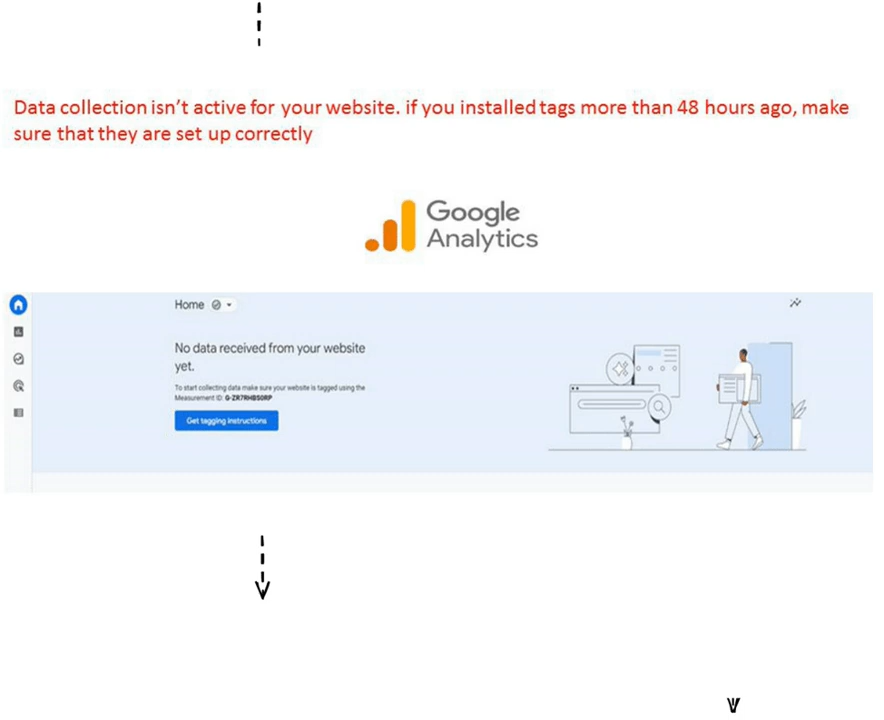 Data collection isn't active for your website. if you installed tags more than 48 hours ago, make
sure that they are set up correctly
Google
Analytics
Home
No data received from your website
yet.
To start collecting data make sure your website is tagged using the
Measurement ID: G-ZR7RHBS0RP
Get tagging instructions